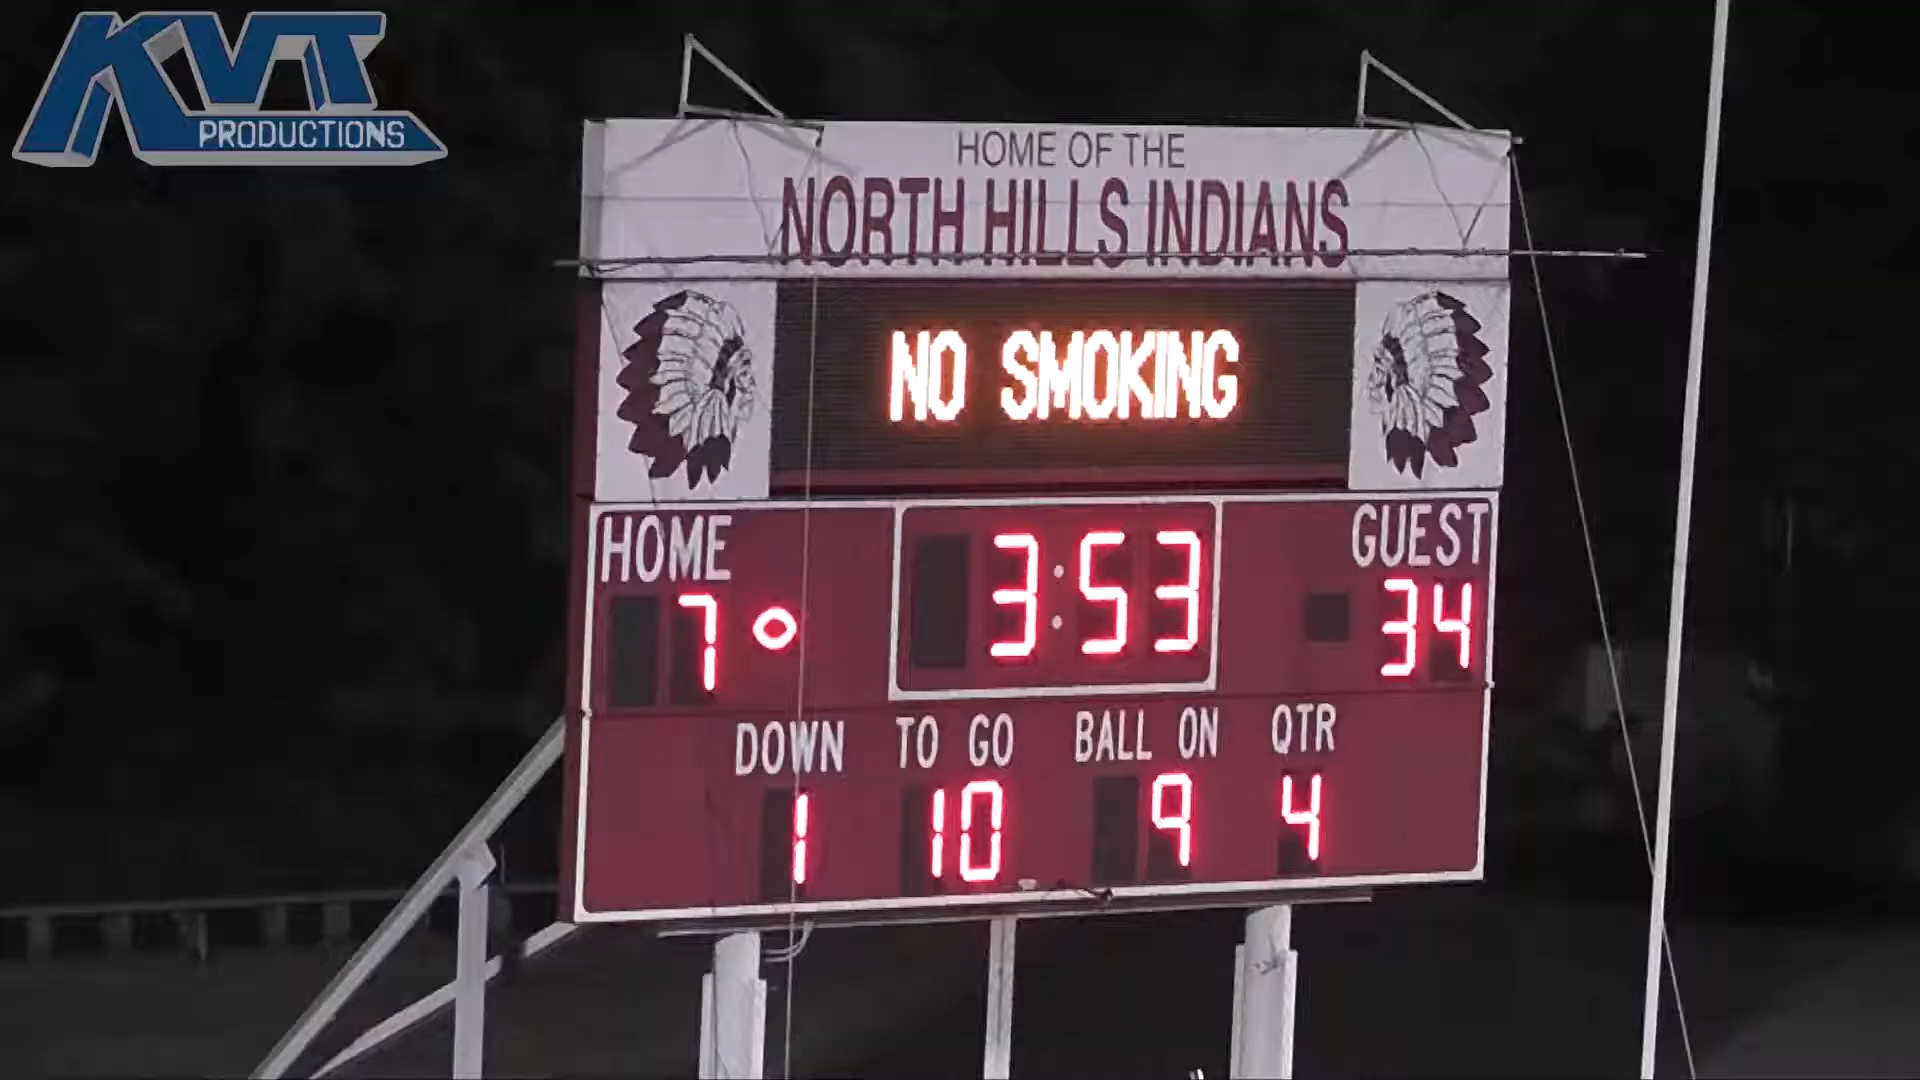 KVT
PRODUCTIONS
HOME OF THE
NORTH HILLS INDIANS
NO SMOKING
HOME
GUEST
7
3:53
34
DOWN TO GO BALL ON QTR
1 10 9 4